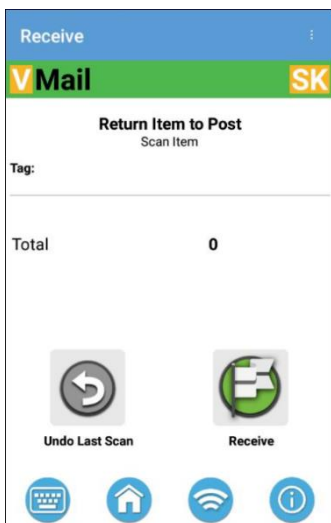 Receive
VMail SK
Return Item to Post
Scan Item
Tag:
Total 0
Undo Last Scan Receive